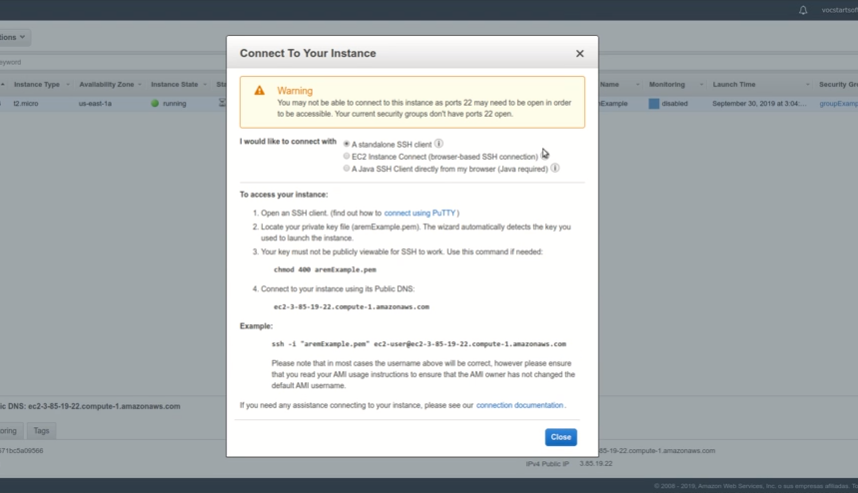 vocstartsof
ions
eyword
Instance Type Availability Zone Instance State
t2.micro us-east-1a running
Connect To Your Instance
Warning
You may not be able to connect to this instance as ports 22 may need to be open in order
to be accessible. Your current security groups don't have ports 22 open.
I would like to connect with
A standalone SSH client
EC2 Instance Connect (browser-based SSH connection)
A Java SSH Client directly from my browser (Java required)
To access your instance:
1. Open an SSH client. (find out how to connect using PuTTY)
2. Locate your private key file (aremExample.pem). The wizard automatically detects the key you
used to launch the instance.
3. Your key must not be publicly viewable for SSH to work. Use this command if needed:
chmod 400 aremExample.pem
4. Connect to your instance using its Public DNS:
ec2-3-85-19-22.compute-1.amazonaws.com
Example:
ssh -i "aremExample.pem" ec2-user@ec2-3-85-19-22.compute-1.amazonaws.com
Please note that in most cases the username above will be correct, however please ensure
that you read your AMI usage instructions to ensure that the AMI owner has not changed the
default AMI username.
If you need any assistance connecting to your instance, please see our connection documentation.
Close
Name Monitoring Launch Time Security Gro
Example disabled September 30, 2019 at 3:04:... groupExamp
ic DNS: ec2-3-85-19-22.compute-1.amazonaws.com
oring Tags
85-19-22.compute-1.amazonaws.com
IPv4 Public IP 3.85.19.22
© 2008 - 2019, Amazon Web Services, Inc. o sus empresas afiliadas.